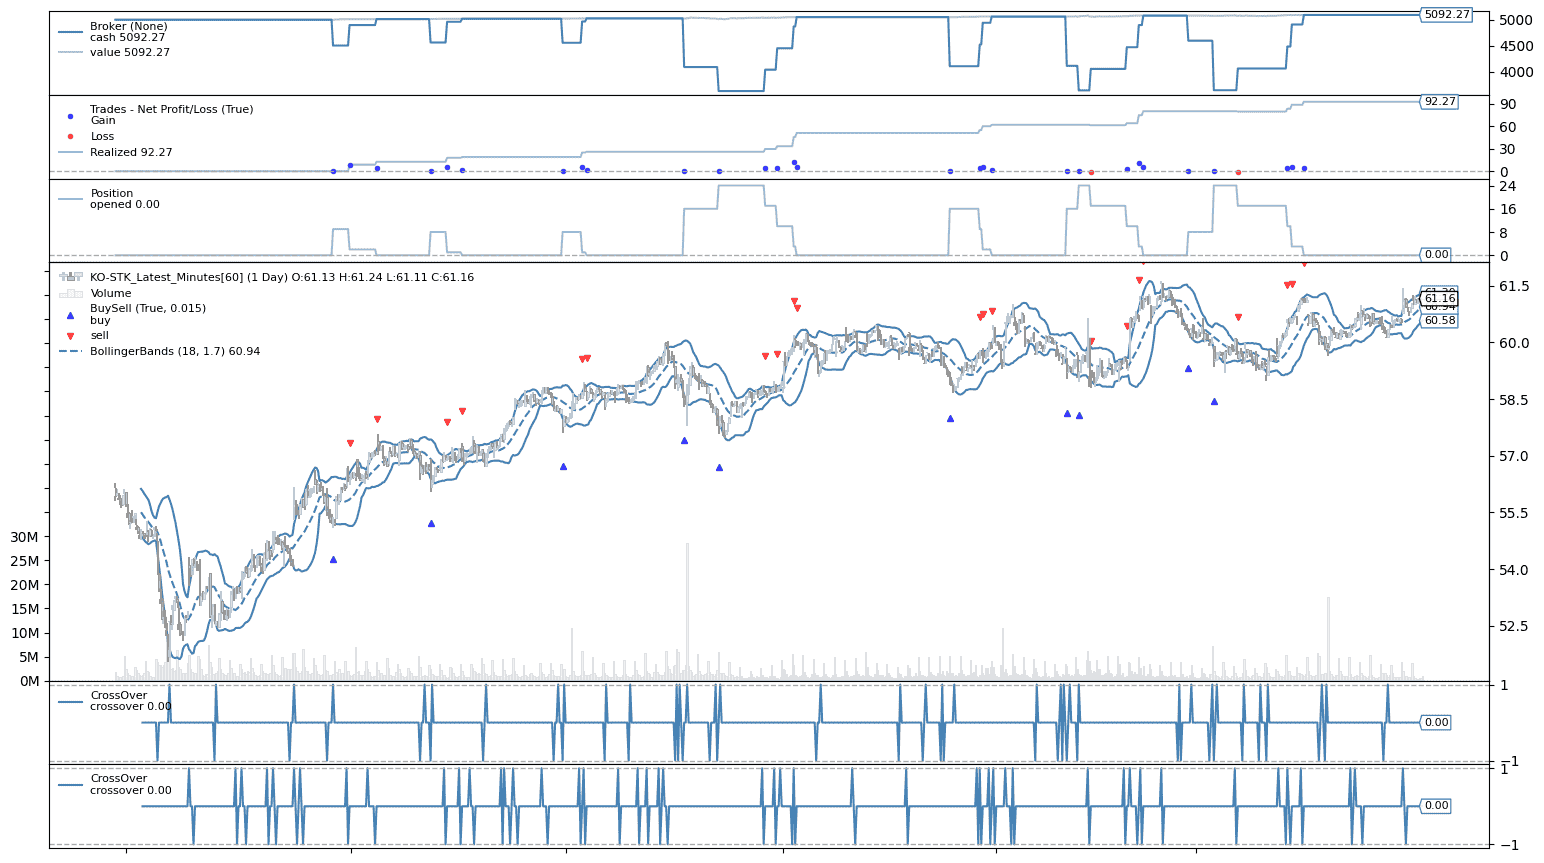 Broker (None)
cash 5092.27
value 5092.27
5092.27
5000
4500
4000
Trades - Net Profit/Loss (True)
Gain
Loss
Realized 92.27
92.27
90
60
30
0
Position
opened 0.00
24
16
8
0
0.00
KO-STK_Latest_Minutes[60] (1 Day) O:61.13 H:61.24 L:61.11 C:61.16
Volume
BuySell (True, 0.015)
buy
sell
BollingerBands (18, 1.7) 60.94
61.16
60.58
61.5
60.0
58.5
57.0
55.5
54.0
52.5
30M
25M
20M
15M
10M
5M
0M
CrossOver
crossover 0.00
1
0.00
−1
CrossOver
crossover 0.00
1
0.00
−1